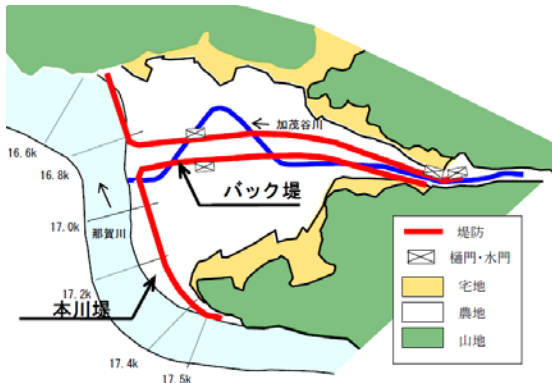 加茂谷川
16.6k
16.8k
バック堤
17.0k
那賀川
堤防
樋門・水門
17.2k
宅地
本川堤
農地
17.4k
山地
17.5k